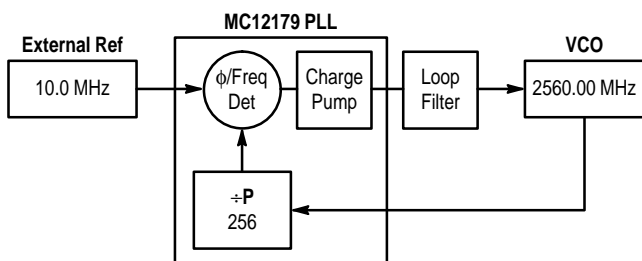 MC12179 PLL
External Ref
VCO
10.0 MHz
ϕ/Freq
Det
Charge
Pump
Loop
Filter
2560.00 MHz
÷P
256